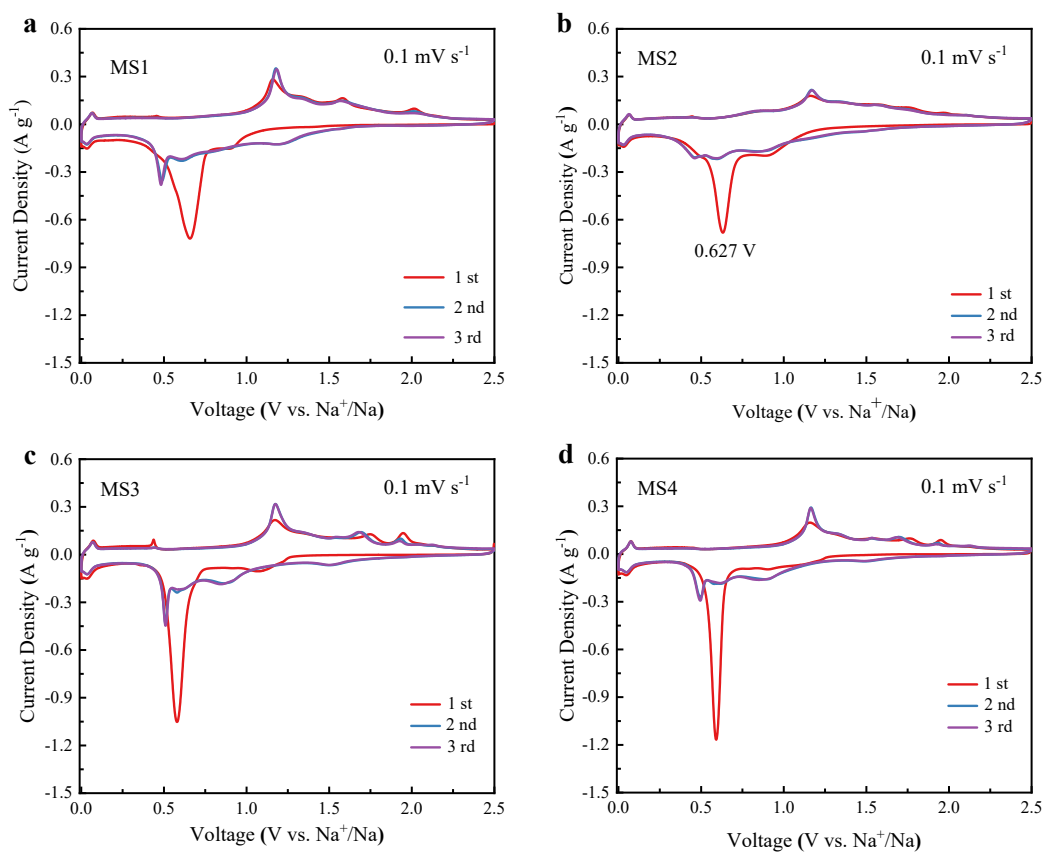 a
MS1
0.1 mV s⁻¹
0.6
0.3
0.0
-0.3
-0.6
-0.9
-1.2
-1.5
Current Density (A g⁻¹)
1 st
2 nd
3 rd
0.0 0.5 1.0 1.5 2.0 2.5
Voltage (V vs. Na⁺/Na)
b
MS2
0.1 mV s⁻¹
0.6
0.3
0.0
-0.3
-0.6
-0.9
-1.2
-1.5
Current Density (A g⁻¹)
0.627 V
1 st
2 nd
3 rd
0.0 0.5 1.0 1.5 2.0 2.5
Voltage (V vs. Na⁺/Na)
c
MS3
0.1 mV s⁻¹
0.6
0.3
0.0
-0.3
-0.6
-0.9
-1.2
-1.5
Current Density (A g⁻¹)
1 st
2 nd
3 rd
0.0 0.5 1.0 1.5 2.0 2.5
Voltage (V vs. Na⁺/Na)
d
MS4
0.1 mV s⁻¹
0.6
0.3
0.0
-0.3
-0.6
-0.9
-1.2
-1.5
Current Density (A g⁻¹)
1 st
2 nd
3 rd
0.0 0.5 1.0 1.5 2.0 2.5
Voltage (V vs. Na⁺/Na)